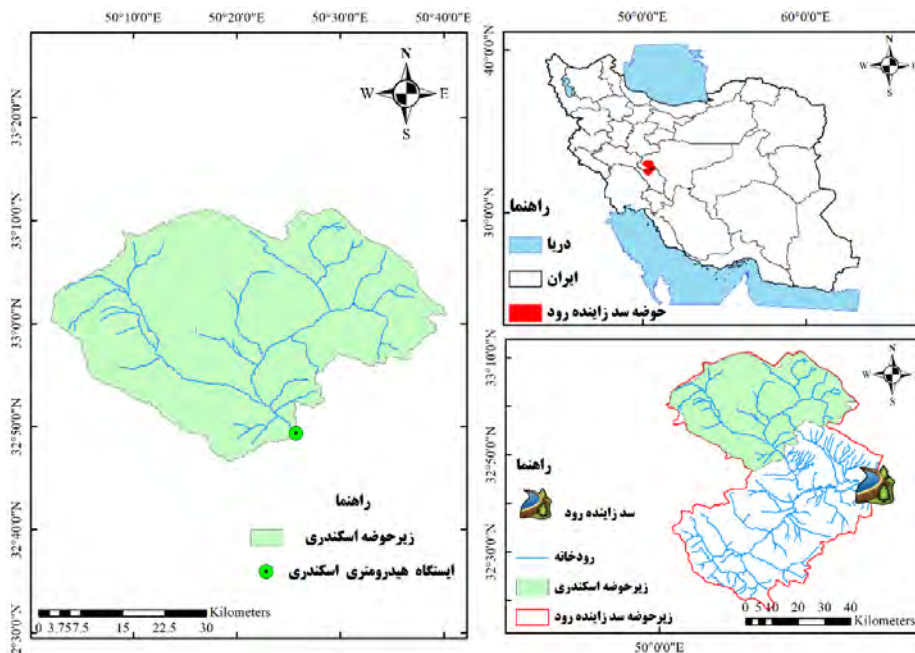 50°10'0"E 50°20'0"E 50°30'0"E 50°40'0"E
N
W E
S
33°20'0"N
33°10'0"N
33°0'0"N
32°50'0"N
32°40'0"N
2°30'0"N
راهنما
زیرحوضه اسکندری
ایستگاه هیدرومتری اسکندری
Kilometers
0 3.757.5 15 22.5 30
50°0'0"E 60°0'0"E
40°0'0"N
30°0'0"N
N
W E
S
راهنما
دریا
ایران
حوضه سد زاینده رود
33°10'0"N
32°50'0"N
32°30'0"N
N
W E
S
راهنما
سد زاینده رود
رودخانه
زیرحوضه اسکندری
زیرحوضه سد زاینده رود
Kilometers
0 5 10 20 30 40
50°0'0"E